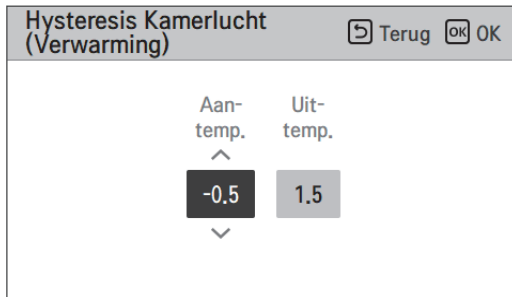 Hysteresis Kamerlucht
(Verwarming)
Terug OK OK
Aan-
temp.
Uit-
temp.
-0.5
1.5